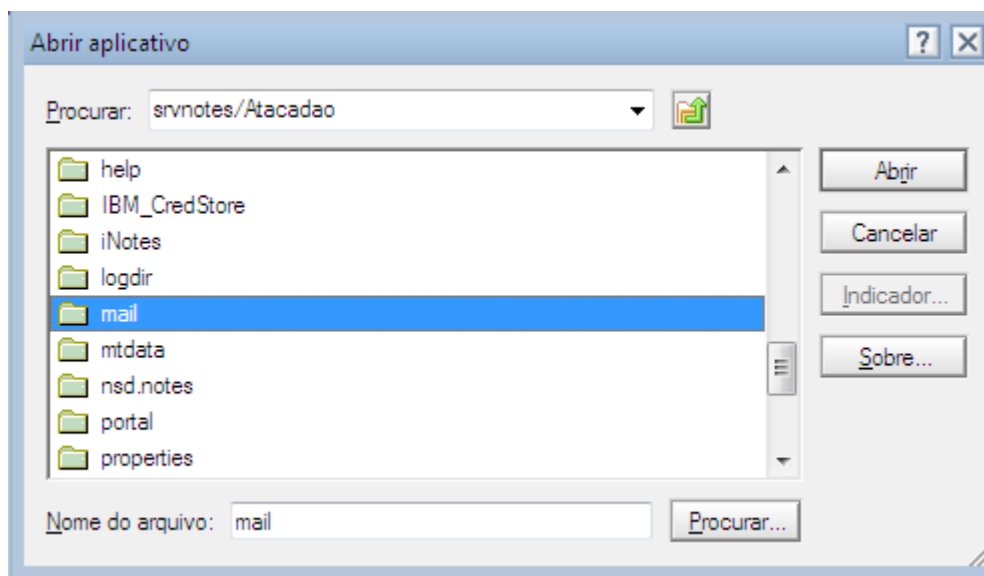 Abrir aplicativo
Procurar: srvnotes/Atacadao
help
IBM_CredStore
iNotes
logdir
mail
mtdata
nsd.notes
portal
properties
Abrir
Cancelar
Indicador...
Sobre...
Nome do arquivo: mail Procurar...